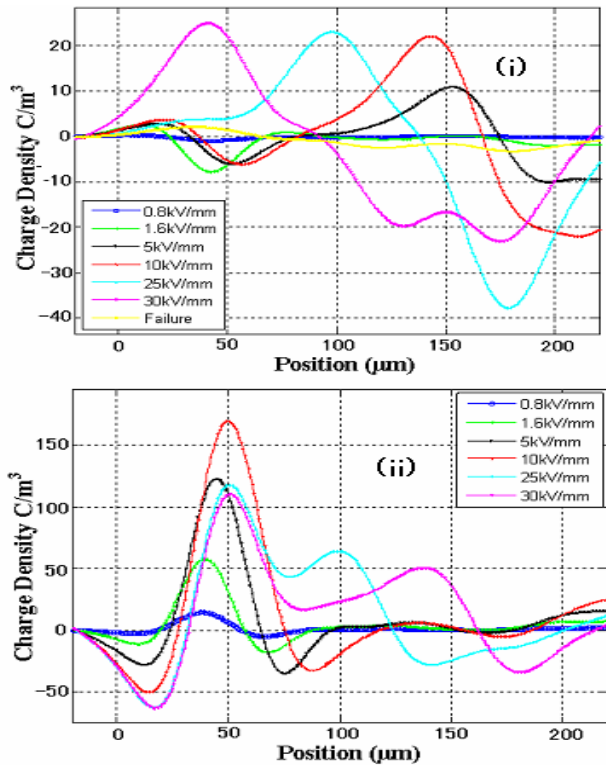 20
10
0
-10
-20
-30
-40
Charge Density C/m³
(i)
0.8kV/mm
1.6kV/mm
5kV/mm
10kV/mm
25kV/mm
30kV/mm
Failure
0 50 100 150 200
Position (µm)
150
100
50
0
-50
Charge Density C/m³
(ii)
0.8kV/mm
1.6kV/mm
5kV/mm
10kV/mm
25kV/mm
30kV/mm
0 50 100 150 200
Position (µm)